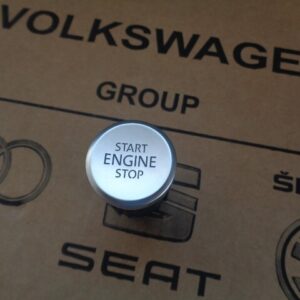 VOLKSWAGE
GROUP
START
ENGINE
STOP
SEAT
Š